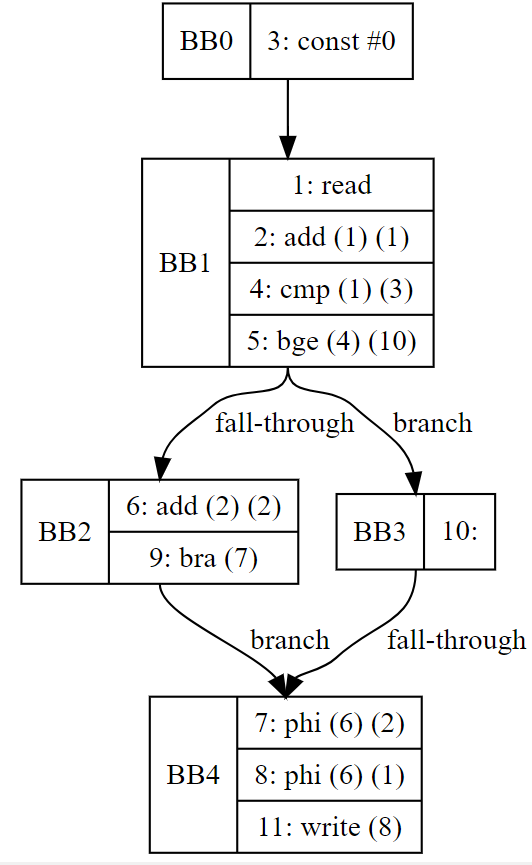 BB0
3: const #0
BB1
1: read
2: add (1) (1)
4: cmp (1) (3)
5: bge (4) (10)
fall-through
branch
BB2
6: add (2) (2)
9: bra (7)
BB3
10:
branch
fall-through
BB4
7: phi (6) (2)
8: phi (6) (1)
11: write (8)